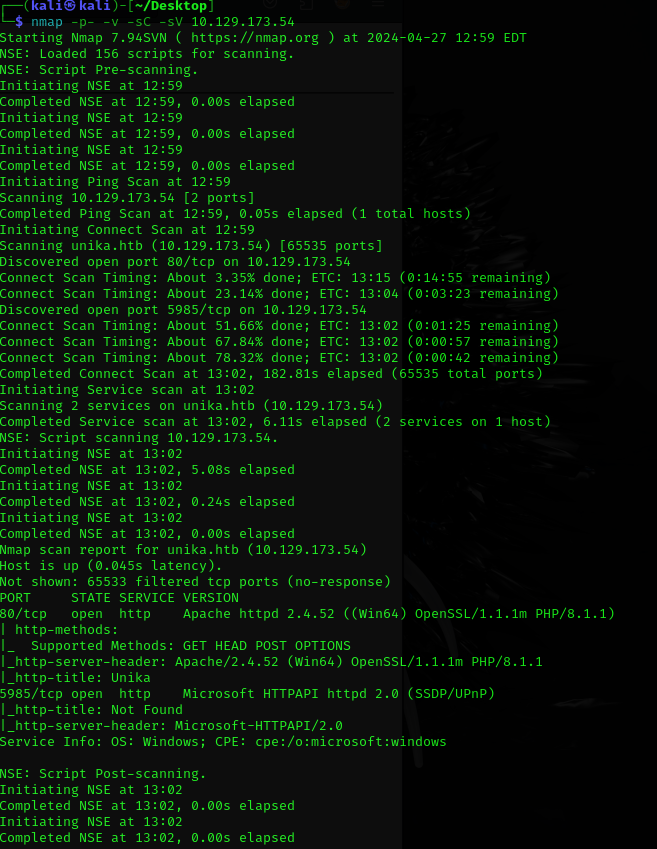 ┌──(kali㉿kali)-[~/Desktop]
└─$ nmap -p- -v -sC -sV 10.129.173.54
Starting Nmap 7.94SVN ( https://nmap.org ) at 2024-04-27 12:59 EDT
NSE: Loaded 156 scripts for scanning.
NSE: Script Pre-scanning.
Initiating NSE at 12:59
Completed NSE at 12:59, 0.00s elapsed
Initiating NSE at 12:59
Completed NSE at 12:59, 0.00s elapsed
Initiating NSE at 12:59
Completed NSE at 12:59, 0.00s elapsed
Initiating Ping Scan at 12:59
Scanning 10.129.173.54 [2 ports]
Completed Ping Scan at 12:59, 0.05s elapsed (1 total hosts)
Initiating Connect Scan at 12:59
Scanning unika.htb (10.129.173.54) [65535 ports]
Discovered open port 80/tcp on 10.129.173.54
Connect Scan Timing: About 3.35% done; ETC: 13:15 (0:14:55 remaining)
Connect Scan Timing: About 23.14% done; ETC: 13:04 (0:03:23 remaining)
Discovered open port 5985/tcp on 10.129.173.54
Connect Scan Timing: About 51.66% done; ETC: 13:02 (0:01:25 remaining)
Connect Scan Timing: About 67.84% done; ETC: 13:02 (0:00:57 remaining)
Connect Scan Timing: About 78.32% done; ETC: 13:02 (0:00:42 remaining)
Completed Connect Scan at 13:02, 182.81s elapsed (65535 total ports)
Initiating Service scan at 13:02
Scanning 2 services on unika.htb (10.129.173.54)
Completed Service scan at 13:02, 6.11s elapsed (2 services on 1 host)
NSE: Script scanning 10.129.173.54.
Initiating NSE at 13:02
Completed NSE at 13:02, 5.08s elapsed
Initiating NSE at 13:02
Completed NSE at 13:02, 0.24s elapsed
Initiating NSE at 13:02
Completed NSE at 13:02, 0.00s elapsed
Nmap scan report for unika.htb (10.129.173.54)
Host is up (0.045s latency).
Not shown: 65533 filtered tcp ports (no-response)
PORT     STATE SERVICE VERSION
80/tcp   open  http    Apache httpd 2.4.52 ((Win64) OpenSSL/1.1.1m PHP/8.1.1)
| http-methods:
|_  Supported Methods: GET HEAD POST OPTIONS
|_http-server-header: Apache/2.4.52 (Win64) OpenSSL/1.1.1m PHP/8.1.1
|_http-title: Unika
5985/tcp open  http    Microsoft HTTPAPI httpd 2.0 (SSDP/UPnP)
|_http-title: Not Found
|_http-server-header: Microsoft-HTTPAPI/2.0
Service Info: OS: Windows; CPE: cpe:/o:microsoft:windows

NSE: Script Post-scanning.
Initiating NSE at 13:02
Completed NSE at 13:02, 0.00s elapsed
Initiating NSE at 13:02
Completed NSE at 13:02, 0.00s elapsed